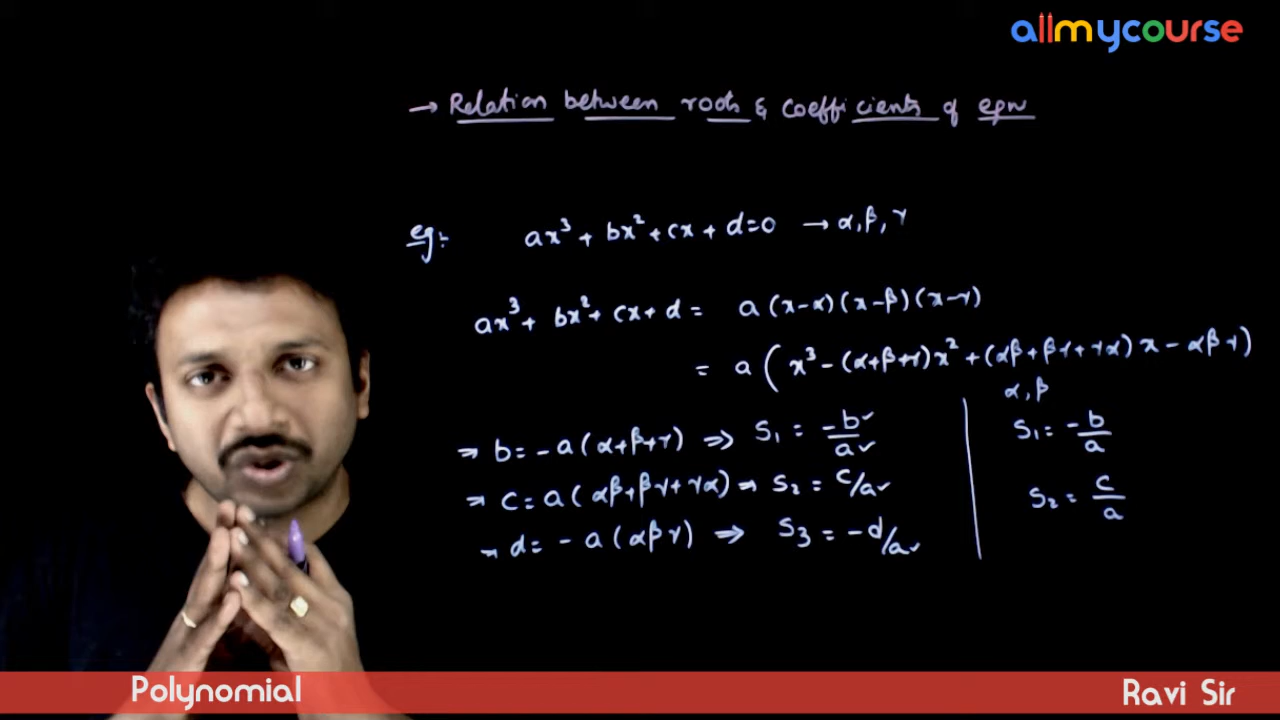 allmycourse
→ Relation between roots & coefficients of eqn
eg: ax³ + bx² + cx + d = 0 → α, β, γ
ax³ + bx² + cx + d = a (x-α) (x-β) (x-γ)
= a (x³ - (α+β+γ) x² + (αβ + βγ + γα) x - αβγ)
α, β
⇒ b = -a (α+β+γ) ⇒ S₁ = -b/a
S₁ = -b/a
⇒ c = a (αβ + βγ + γα) ⇒ S₂ = c/a
S₂ = c/a
⇒ d = - a (αβγ) ⇒ S₃ = -d/a
Polynomial
Ravi Sir